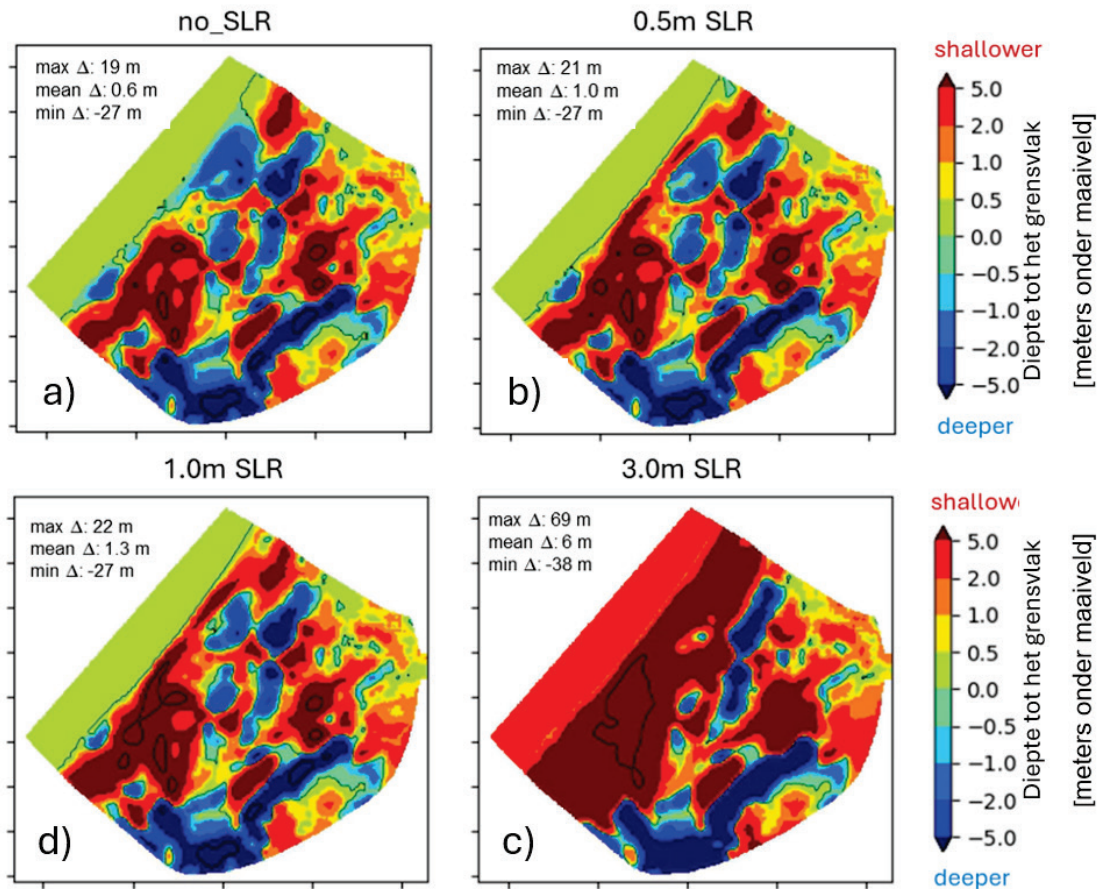 no_SLR
max Δ: 19 m
mean Δ: 0.6 m
min Δ: -27 m
a)
0.5m SLR
max Δ: 21 m
mean Δ: 1.0 m
min Δ: -27 m
b)
shallower
5.0
2.0
1.0
0.5
0.0
−0.5
−1.0
−2.0
−5.0
deeper
Diepte tot het grensvlak
[meters onder maaiveld]
1.0m SLR
max Δ: 22 m
mean Δ: 1.3 m
min Δ: -27 m
d)
3.0m SLR
max Δ: 69 m
mean Δ: 6 m
min Δ: -38 m
c)
shallow
5.0
2.0
1.0
0.5
0.0
−0.5
−1.0
−2.0
−5.0
deeper
Diepte tot het grensvlak
[meters onder maaiveld]